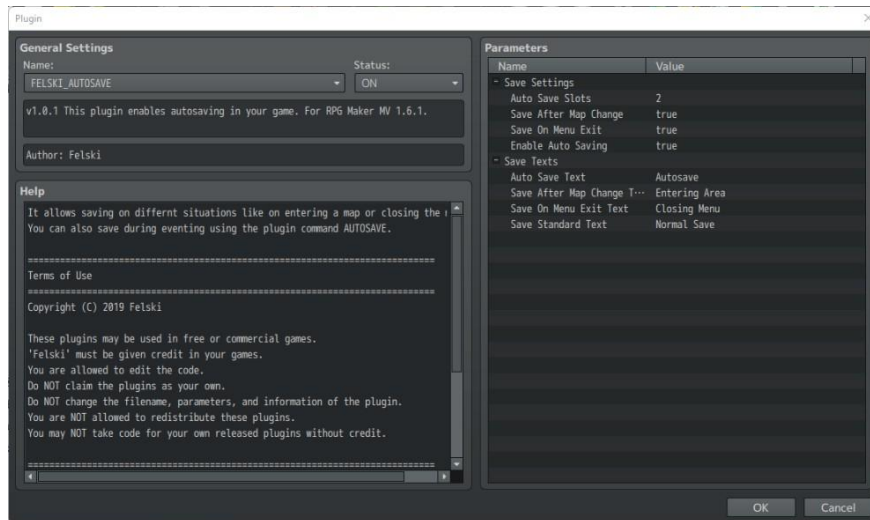 Plugin
General Settings
Name:
Status:
FELSKI_AUTOSAVE
ON
v1.0.1 This plugin enables autosaving in your game. For RPG Maker MV 1.6.1.
Author: Felski
Help
It allows saving on differnt situations like on entering a map or closing the
You can also save during eventing using the plugin command AUTOSAVE.
===========================================================================
Terms of Use
===========================================================================
Copyright (C) 2019 Felski
These plugins may be used in free or commercial games.
'Felski' must be given credit in your games.
You are allowed to edit the code.
Do NOT claim the plugins as your own.
Do NOT change the filename, parameters, and information of the plugin.
You are NOT allowed to redistribute these plugins.
You may NOT take code for your own released plugins without credit.
===========================================================================
Parameters
Name Value
- Save Settings
Auto Save Slots 2
Save After Map Change true
Save On Menu Exit true
Enable Auto Saving true
- Save Texts
Auto Save Text Autosave
Save After Map Change T··· Entering Area
Save On Menu Exit Text Closing Menu
Save Standard Text Normal Save
OK
Cancel